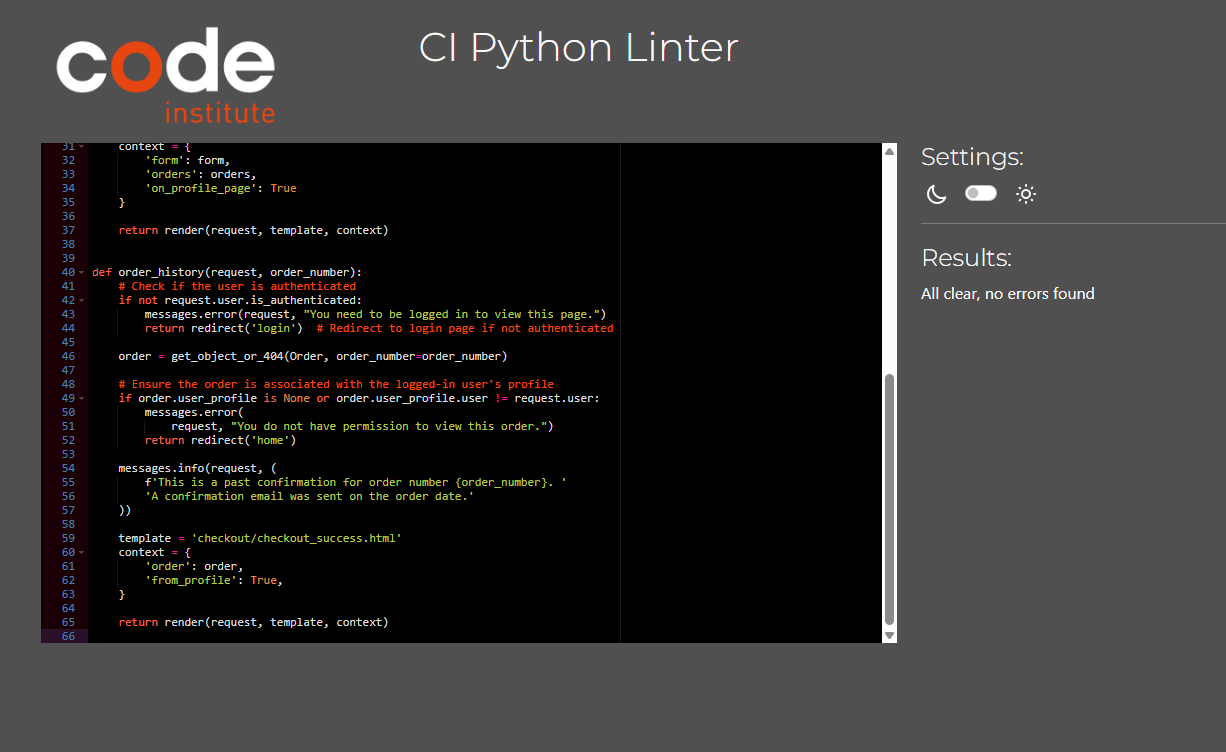 code
institute
CI Python Linter
31 context = {
32 'form': form,
33 'orders': orders,
34 'on_profile_page': True
35 }
36
37 return render(request, template, context)
38
39
40 def order_history(request, order_number):
41 # Check if the user is authenticated
42 if not request.user.is_authenticated:
43 messages.error(request, "You need to be logged in to view this page.")
44 return redirect('login')  # Redirect to login page if not authenticated
45
46 order = get_object_or_404(Order, order_number=order_number)
47
48 # Ensure the order is associated with the logged-in user's profile
49 if order.user_profile is None or order.user_profile.user != request.user:
50 messages.error(
51 request, "You do not have permission to view this order.")
52 return redirect('home')
53
54 messages.info(request, (
55 f'This is a past confirmation for order number {order_number}. '
56 'A confirmation email was sent on the order date.'
57 ))
58
59 template = 'checkout/checkout_success.html'
60 context = {
61 'order': order,
62 'from_profile': True,
63 }
64
65 return render(request, template, context)
66
Settings:
Results:
All clear, no errors found